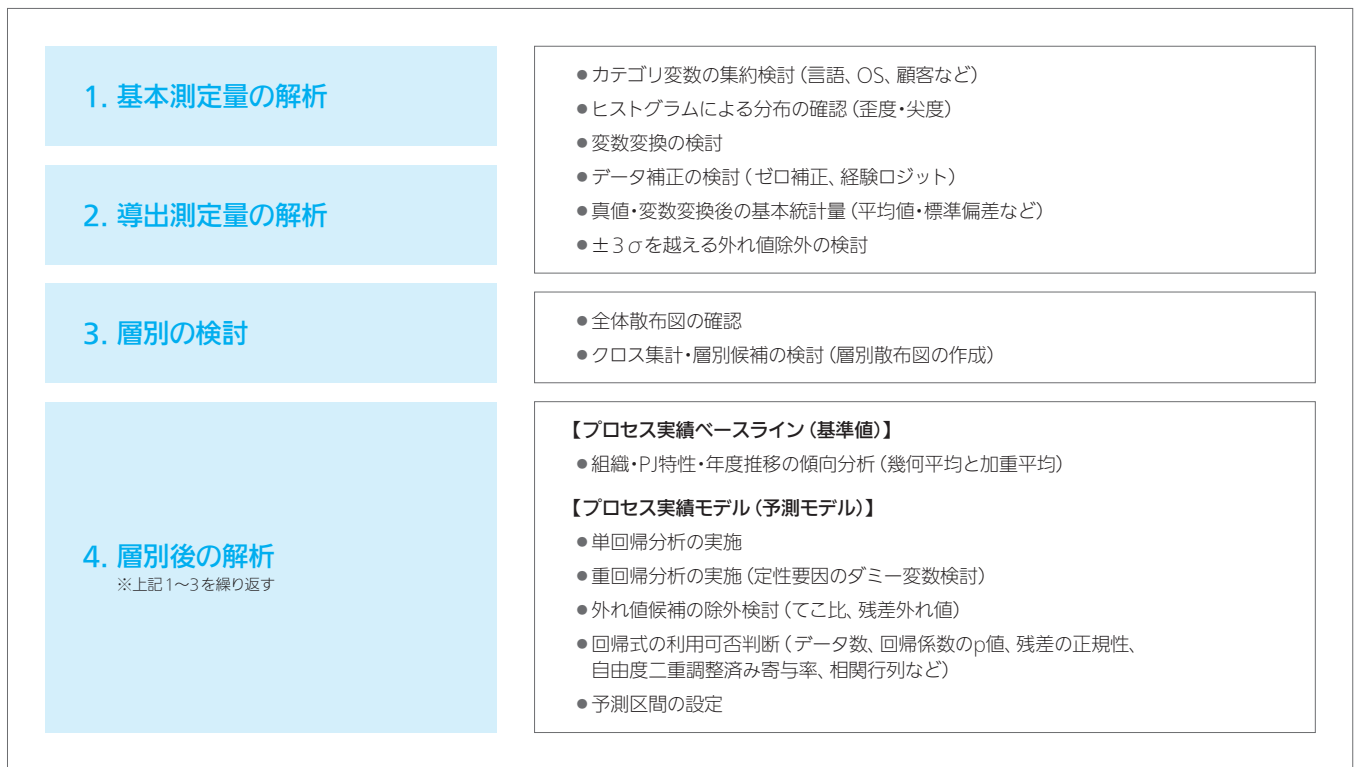 1. 基本測定量の解析
2. 導出測定量の解析
●カテゴリ変数の集約検討（言語、OS、顧客など）
●ヒストグラムによる分布の確認（歪度・尖度）
●変数変換の検討
●データ補正の検討（ゼロ補正、経験ロジット）
●真値・変数変換後の基本統計量（平均値・標準偏差など）
●±3σを越える外れ値除外の検討
3. 層別の検討
●全体散布図の確認
●クロス集計・層別候補の検討（層別散布図の作成）
4. 層別後の解析
※上記1〜3を繰り返す
【プロセス実績ベースライン（基準値）】
●組織・PJ特性・年度推移の傾向分析（幾何平均と加重平均）
【プロセス実績モデル（予測モデル）】
●単回帰分析の実施
●重回帰分析の実施（定性要因のダミー変数検討）
●外れ値候補の除外検討（てこ比、残差外れ値）
●回帰式の利用可否判断（データ数、回帰係数のp値、残差の正規性、
自由度二重調整済み寄与率、相関行列など）
●予測区間の設定